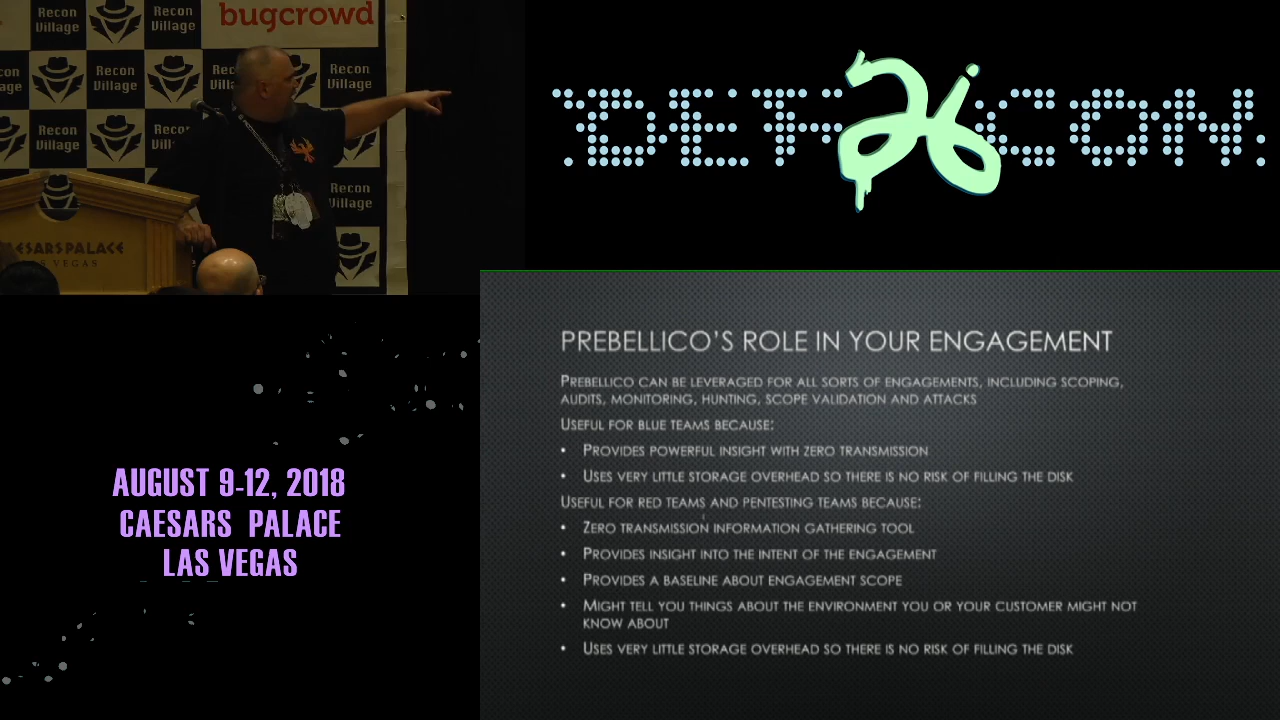 Recon
Village
Recon
Village
bugcrowd
Recon
Village
Recon
Village
Recon
Village
Recon
Village
Recon
Village
Recon
Village
CAESARS PALACE
LAS VEGAS
DEF 26 CON.
AUGUST 9-12, 2018
CAESARS PALACE
LAS VEGAS
PREBELLICO'S ROLE IN YOUR ENGAGEMENT
PREBELLICO CAN BE LEVERAGED FOR ALL SORTS OF ENGAGEMENTS, INCLUDING SCOPING,
AUDITS, MONITORING, HUNTING, SCOPE VALIDATION AND ATTACKS
USEFUL FOR BLUE TEAMS BECAUSE:
• PROVIDES POWERFUL INSIGHT WITH ZERO TRANSMISSION
• USES VERY LITTLE STORAGE OVERHEAD SO THERE IS NO RISK OF FILLING THE DISK
USEFUL FOR RED TEAMS AND PENTESTING TEAMS BECAUSE:
• ZERO TRANSMISSION INFORMATION GATHERING TOOL
• PROVIDES INSIGHT INTO THE INTENT OF THE ENGAGEMENT
• PROVIDES A BASELINE ABOUT ENGAGEMENT SCOPE
• MIGHT TELL YOU THINGS ABOUT THE ENVIRONMENT YOU OR YOUR CUSTOMER MIGHT NOT
KNOW ABOUT
• USES VERY LITTLE STORAGE OVERHEAD SO THERE IS NO RISK OF FILLING THE DISK